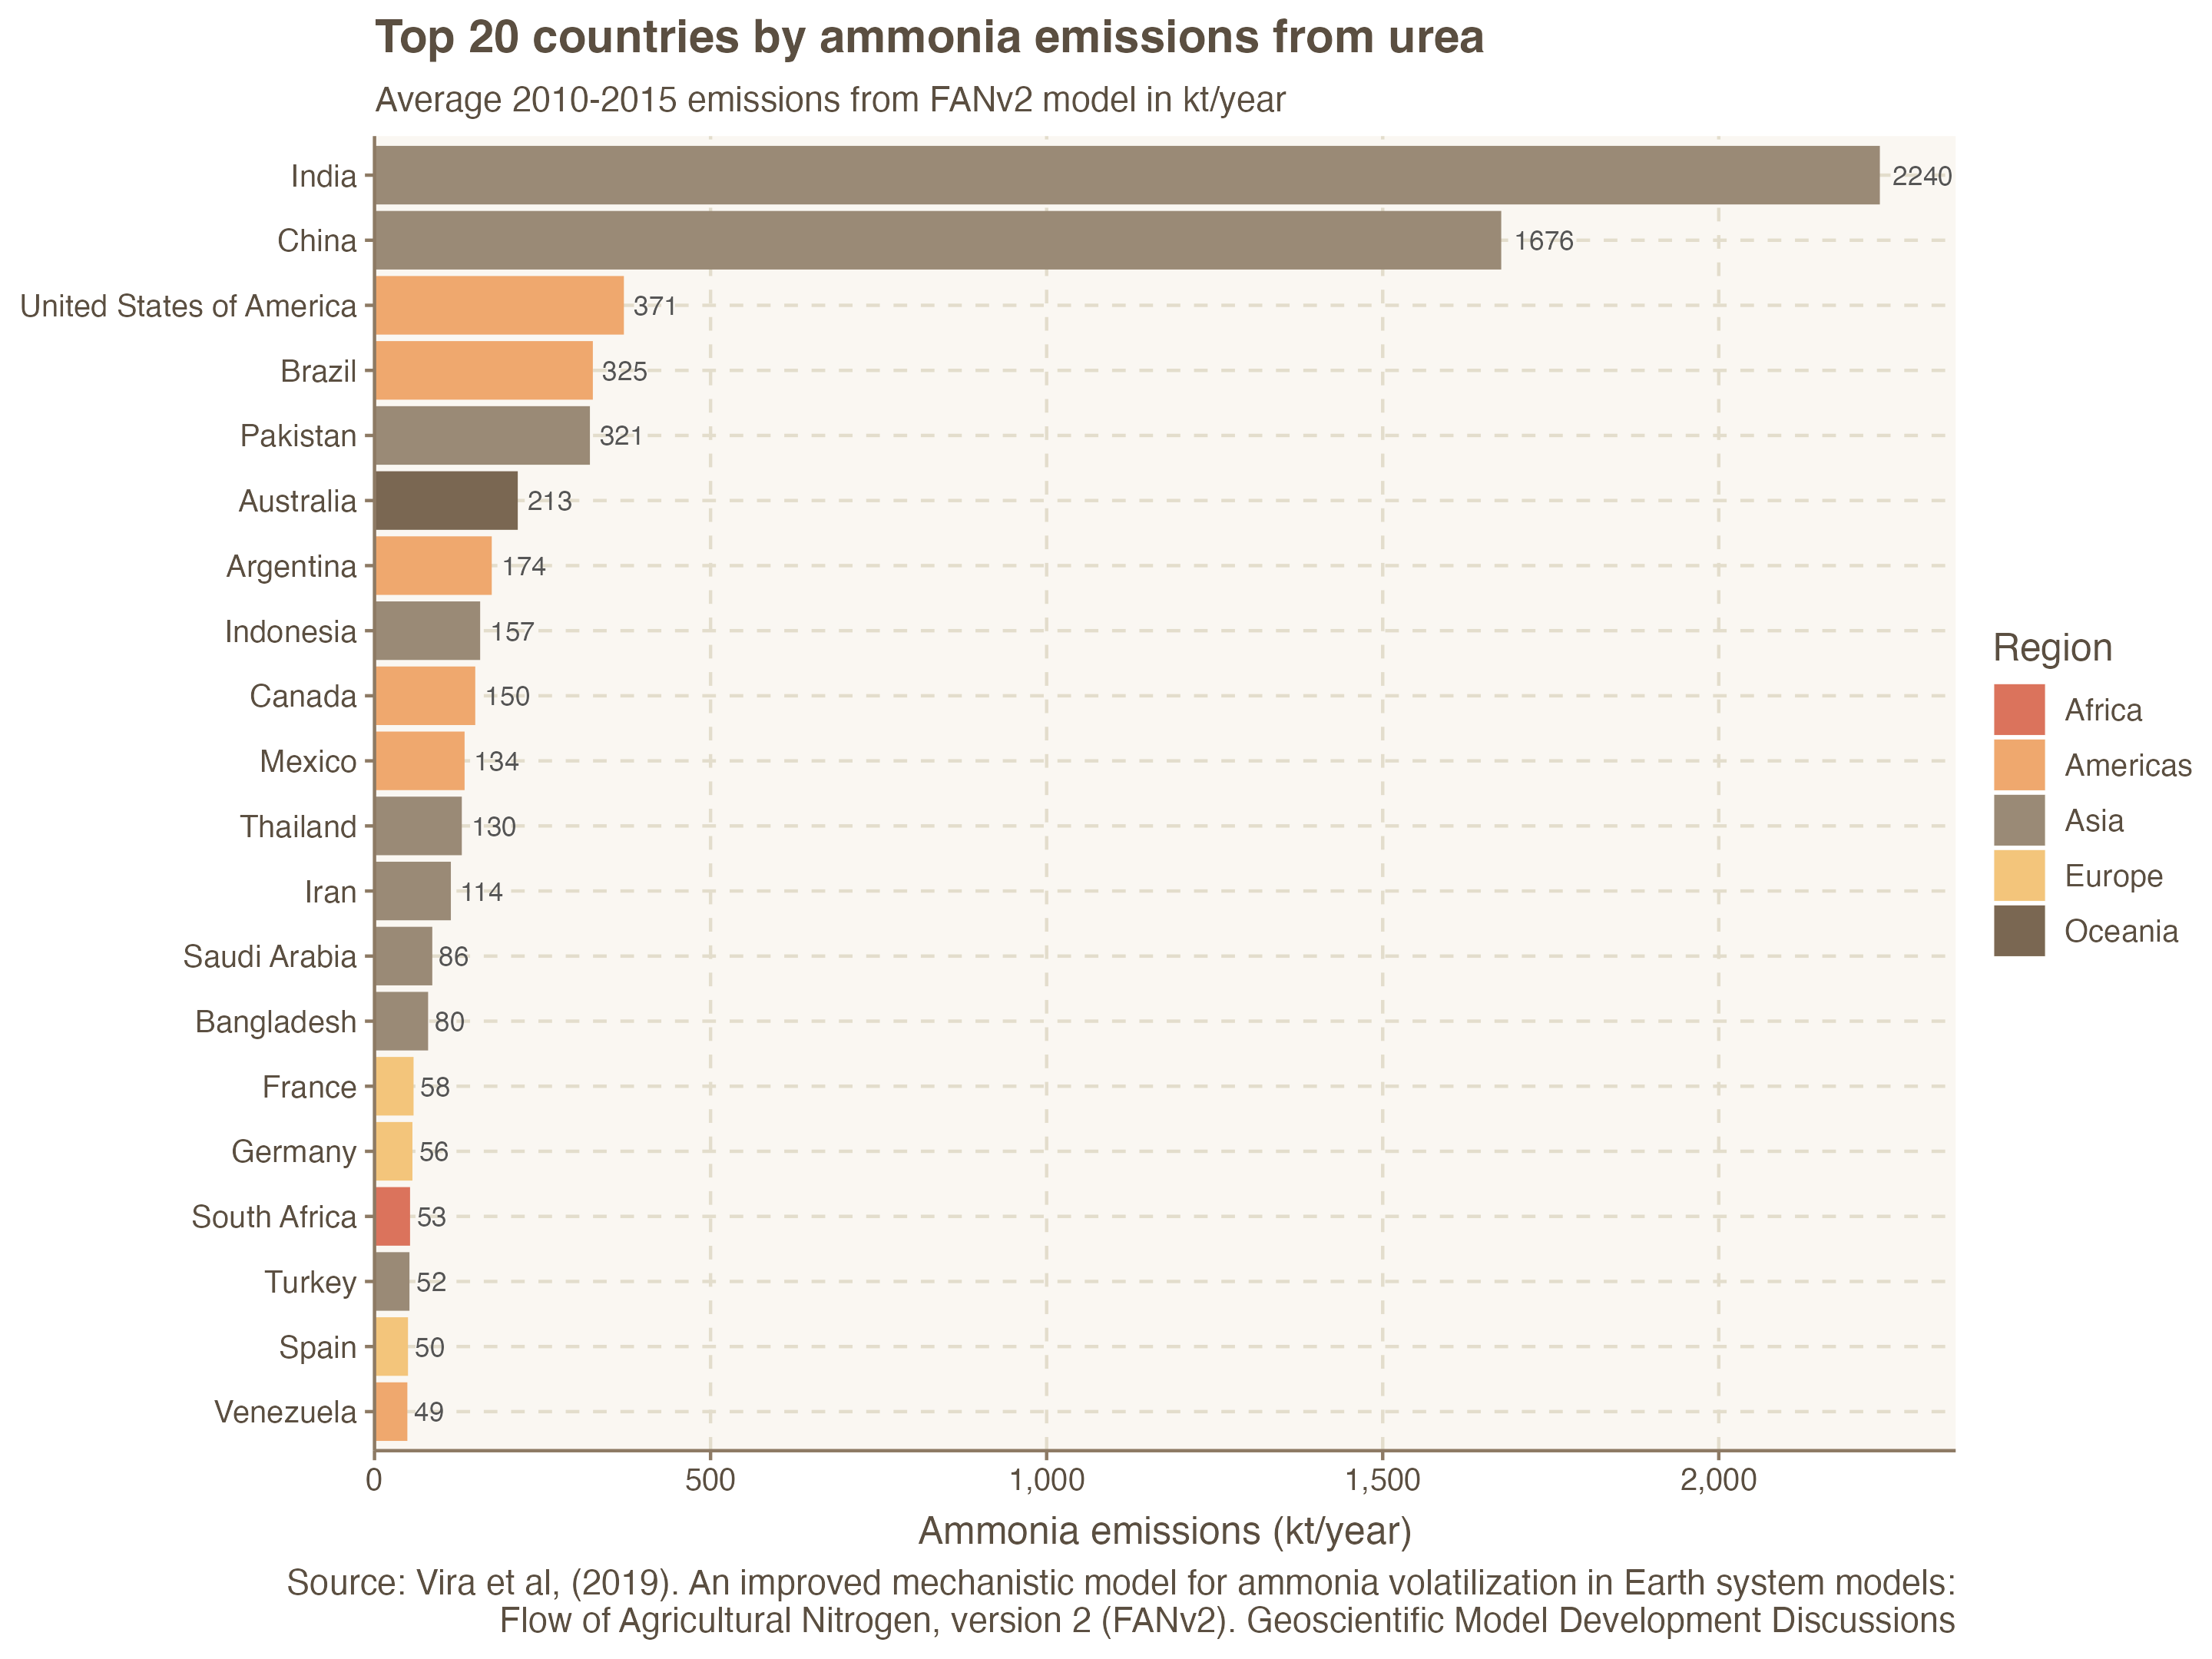 Top 20 countries by ammonia emissions from urea
Average 2010-2015 emissions from FANv2 model in kt/year
India 2240
China 1676
United States of America 371
Brazil 325
Pakistan 321
Australia 213
Argentina 174
Indonesia 157
Canada 150
Mexico 134
Thailand 130
Iran 114
Saudi Arabia 86
Bangladesh 80
France 58
Germany 56
South Africa 53
Turkey 52
Spain 50
Venezuela 49
0 500 1,000 1,500 2,000
Ammonia emissions (kt/year)
Region
Africa
Americas
Asia
Europe
Oceania
Source: Vira et al, (2019). An improved mechanistic model for ammonia volatilization in Earth system models:
Flow of Agricultural Nitrogen, version 2 (FANv2). Geoscientific Model Development Discussions